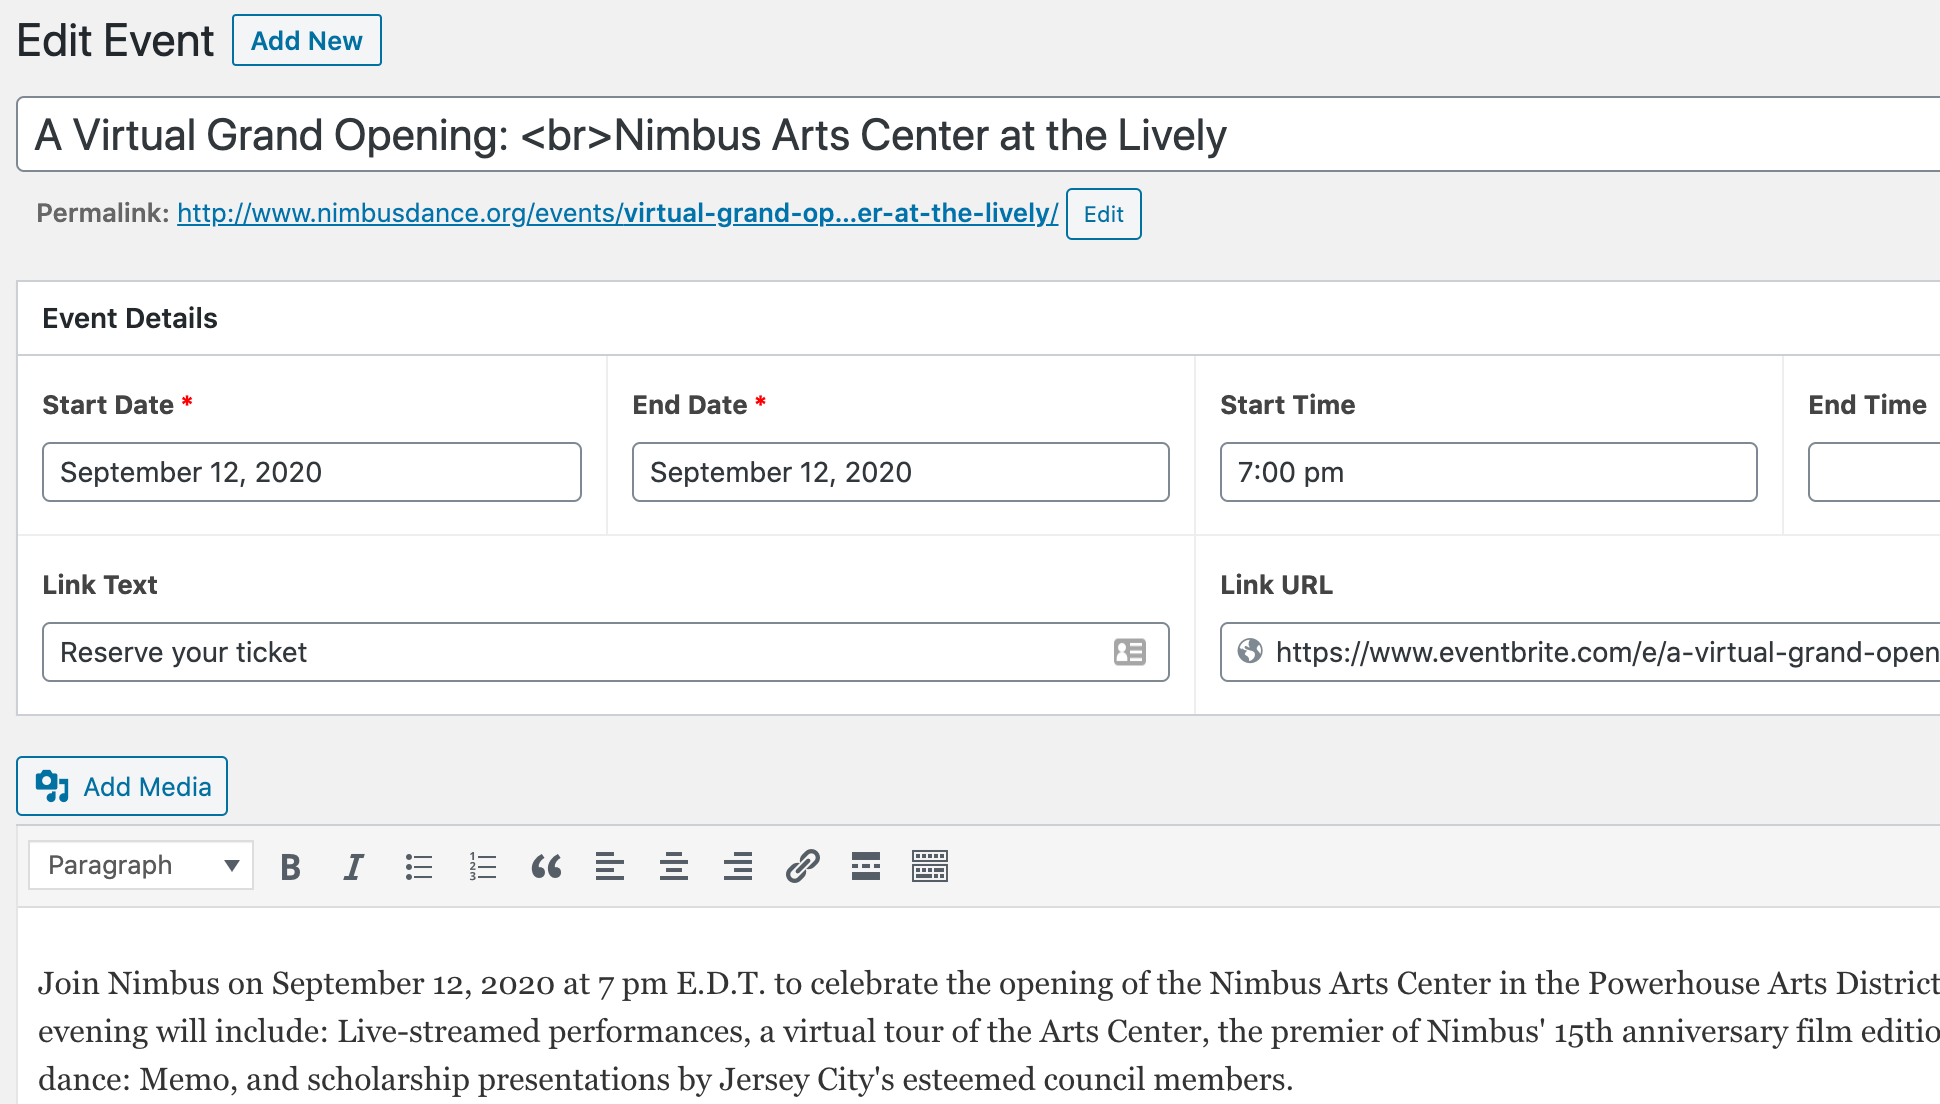 Edit Event Add New
A Virtual Grand Opening: <br>Nimbus Arts Center at the Lively
Permalink: http://www.nimbusdance.org/events/virtual-grand-op...er-at-the-lively/ Edit
Event Details
Start Date * End Date * Start Time End Time
September 12, 2020 September 12, 2020 7:00 pm
Link Text Link URL
Reserve your ticket https://www.eventbrite.com/e/a-virtual-grand-open
Add Media
Paragraph
Join Nimbus on September 12, 2020 at 7 pm E.D.T. to celebrate the opening of the Nimbus Arts Center in the Powerhouse Arts District
evening will include: Live-streamed performances, a virtual tour of the Arts Center, the premier of Nimbus' 15th anniversary film editio
dance: Memo, and scholarship presentations by Jersey City's esteemed council members.